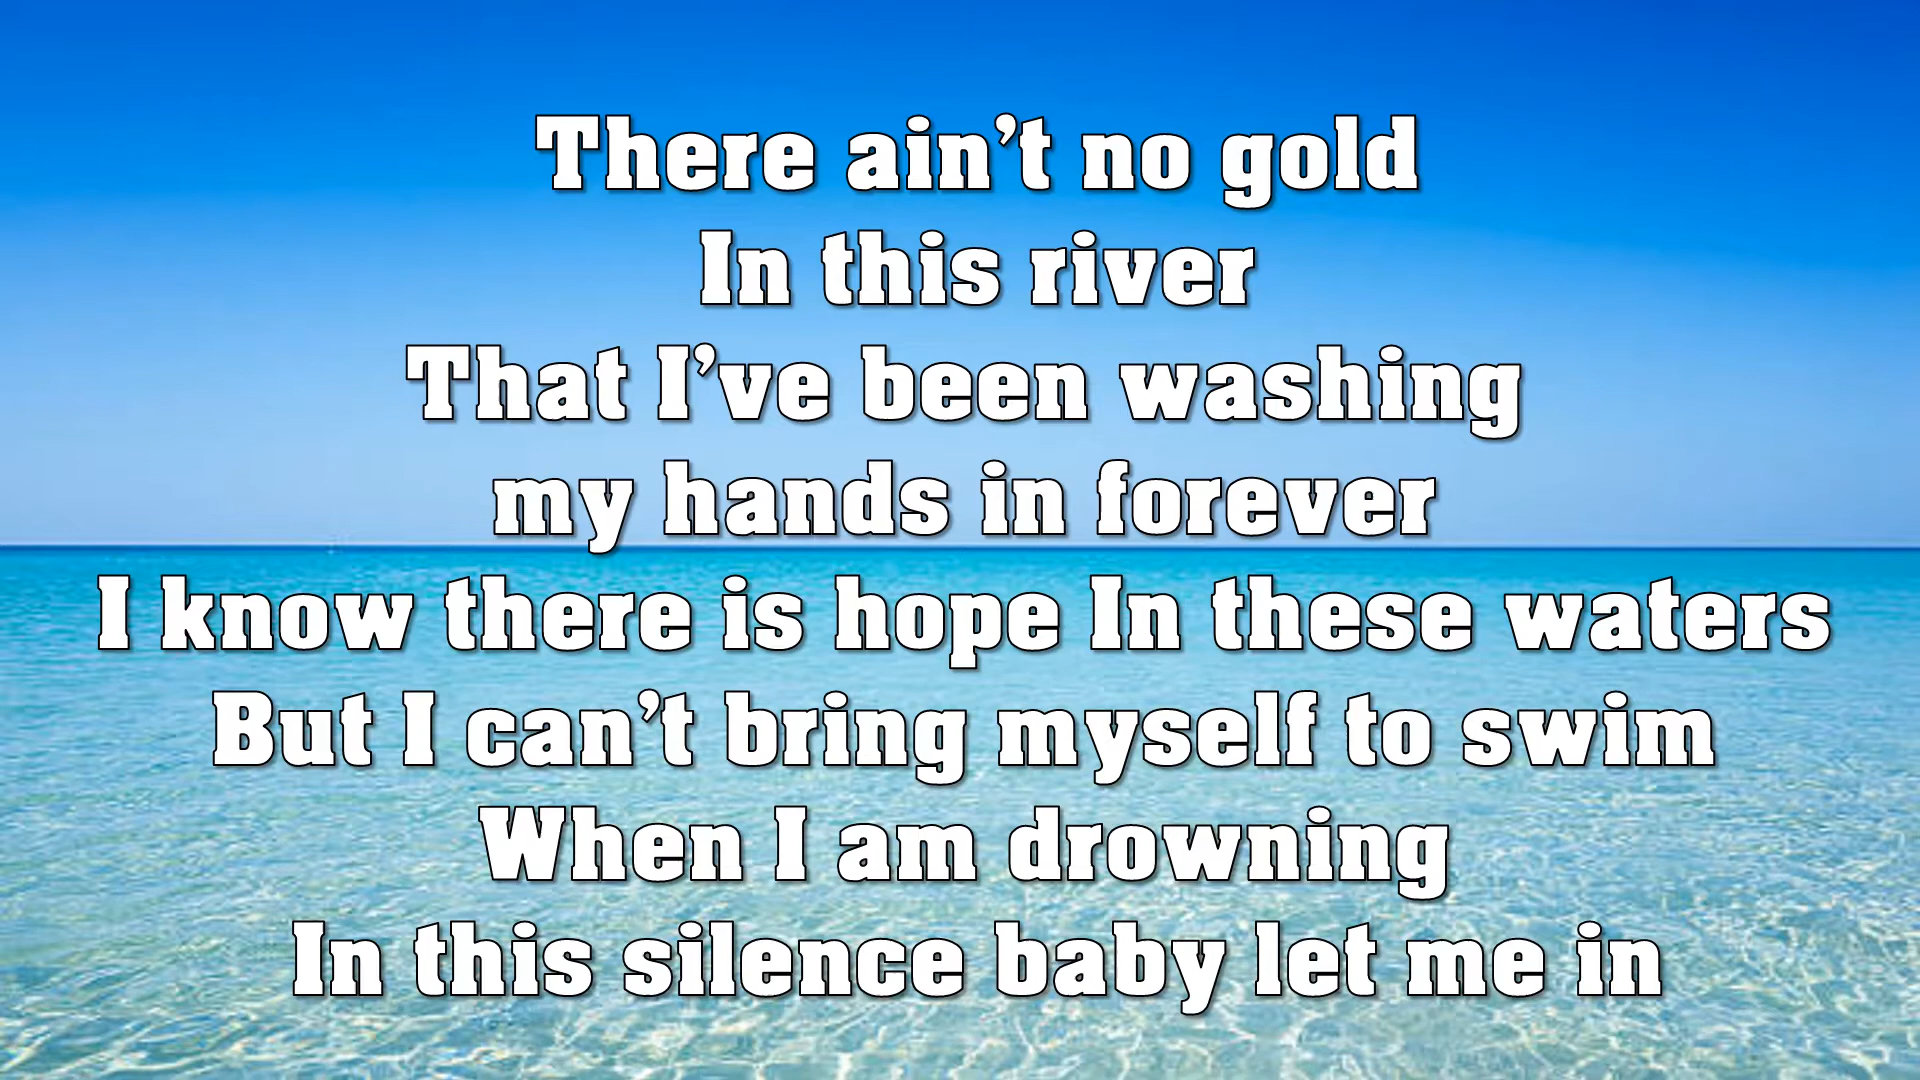 There ain’t no gold
In this river
That I’ve been washing
my hands in forever
I know there is hope In these waters
But I can’t bring myself to swim
When I am drowning
In this silence baby let me in